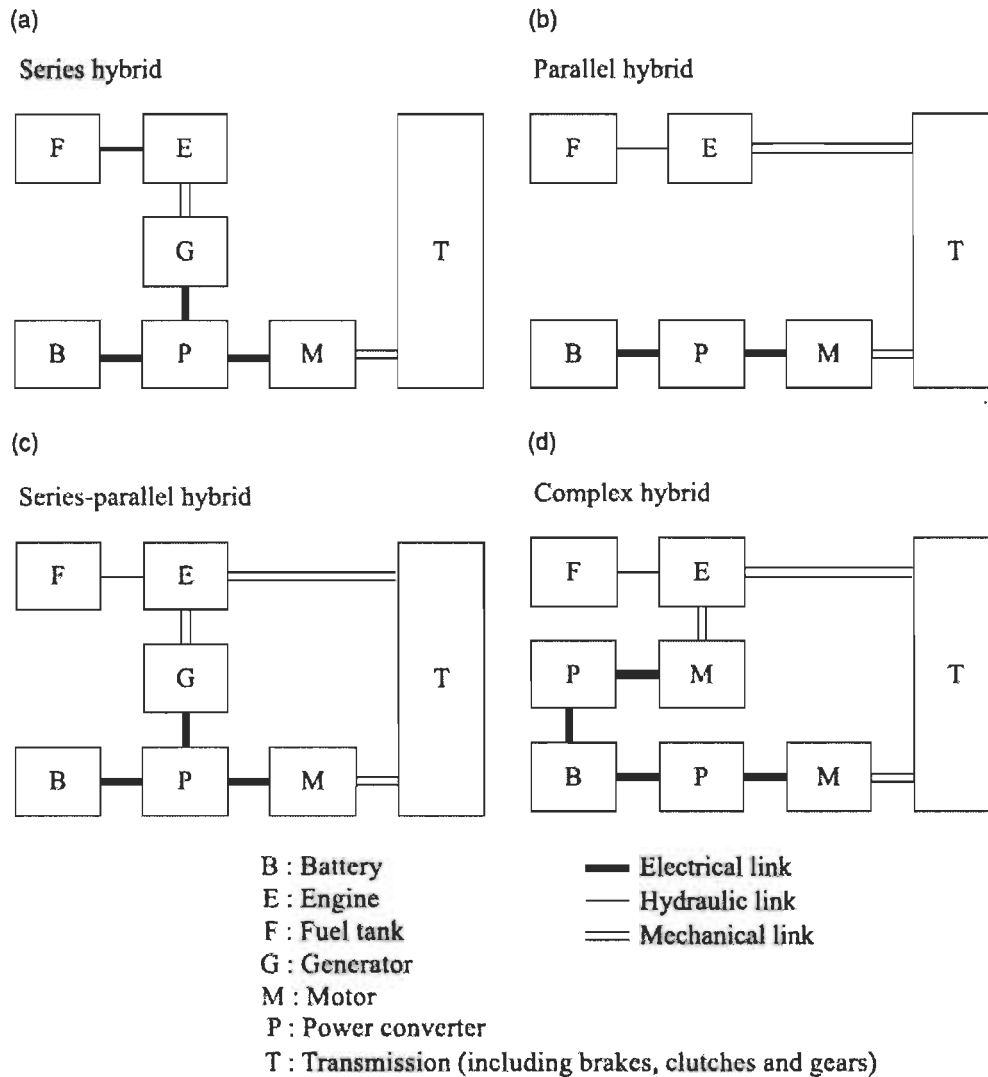 (a)
Series hybrid
F
E
G
T
B
P
M
(b)
Parallel hybrid
F
E
T
B
P
M
(c)
Series-parallel hybrid
F
E
G
T
B
P
M
(d)
Complex hybrid
F
E
P
M
T
B
P
M
B : Battery
E : Engine
F : Fuel tank
G : Generator
M : Motor
P : Power converter
T : Transmission (including brakes, clutches and gears)
Electrical link
Hydraulic link
Mechanical link